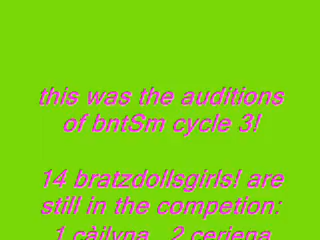 this was the auditions
of bntSm cycle 3!
14 bratzdollsgirls! are
still in the competion: